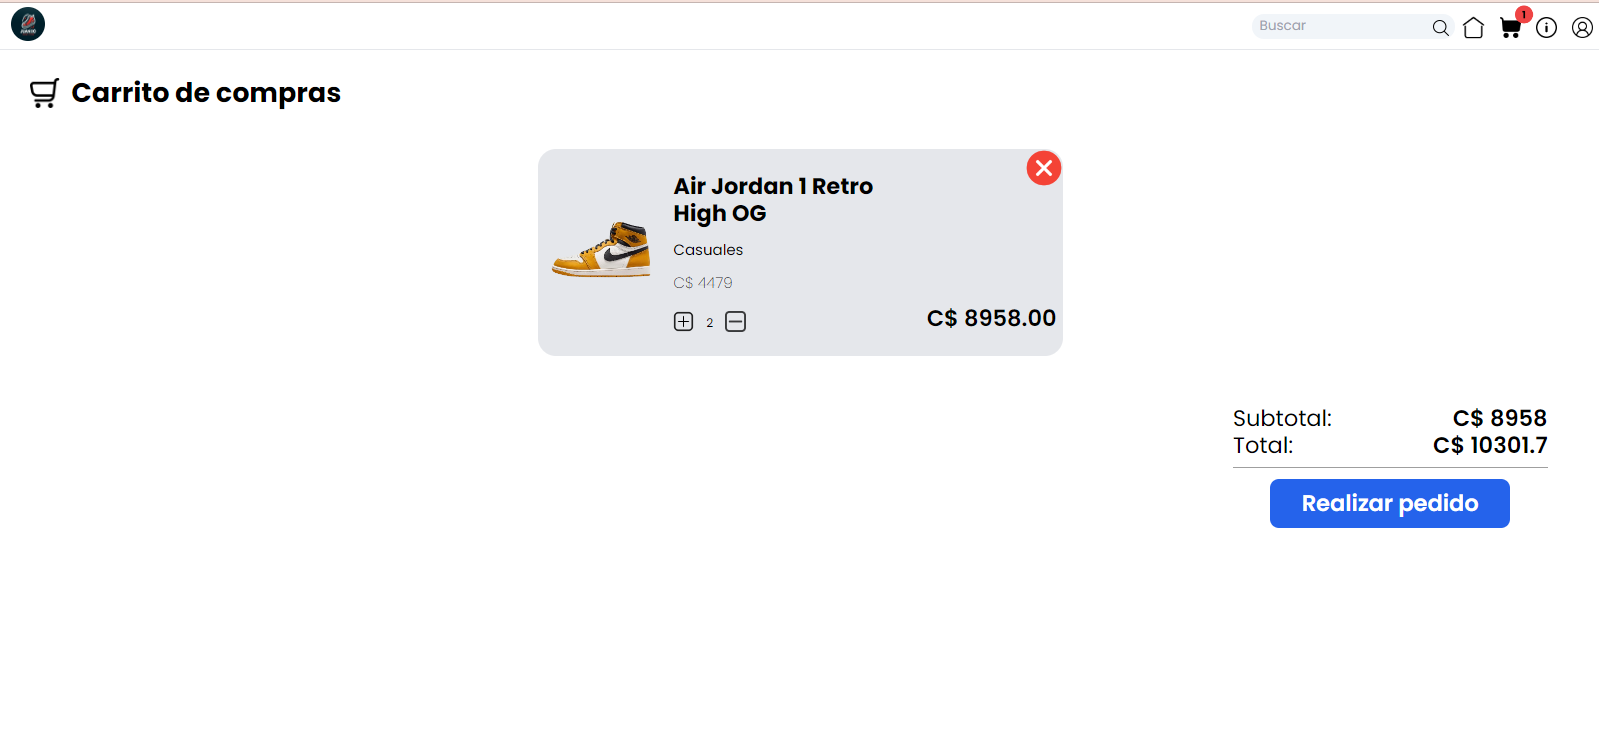 Buscar
1
Carrito de compras
Air Jordan 1 Retro
High OG
Casuales
C$ 4479
2
C$ 8958.00
Subtotal: C$ 8958
Total: C$ 10301.7
Realizar pedido